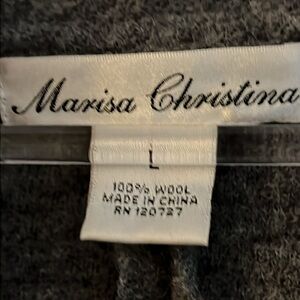 Marisa Christina
L
100% WOOL
MADE IN CHINA
RN 120727